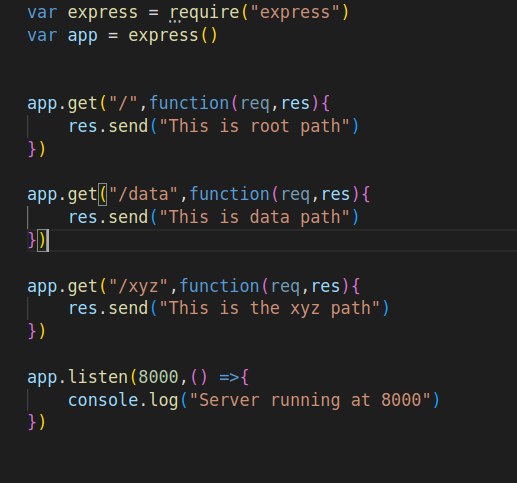 var express = require("express")
var app = express()
app.get("/",function(req,res){
res.send("This is root path")
})
app.get("/data",function(req,res){
res.send("This is data path")
})
app.get("/xyz",function(req,res){
res.send("This is the xyz path")
})
app.listen(8000,() =>{
console.log("Server running at 8000")
})